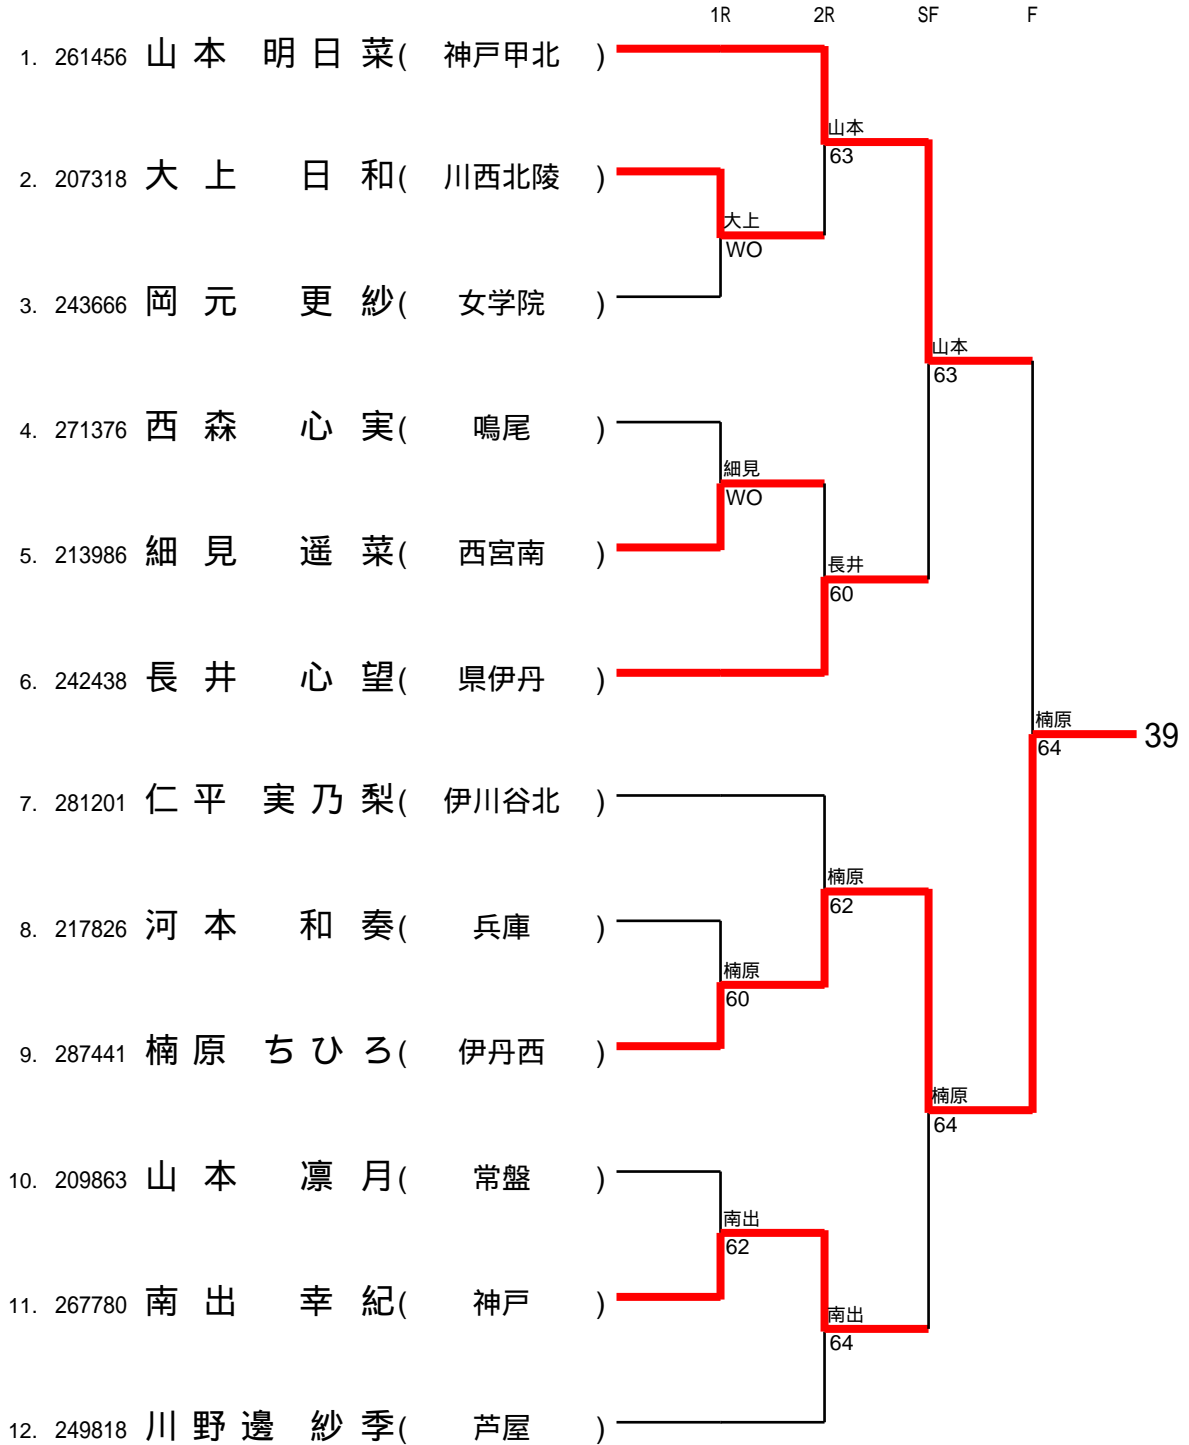 1R 2R SF F
1. 261456 山本 明日菜( 神戸甲北 )
山本
63
2. 207318 大上 日和( 川西北陵 )
大上
WO
3. 243666 岡元 更紗( 女学院 )
山本
63
4. 271376 西森 心実( 鳴尾 )
細見
WO
5. 213986 細見 遥菜( 西宮南 )
長井
60
6. 242438 長井 心望( 県伊丹 )
楠原
64
39
7. 281201 仁平 実乃梨( 伊川谷北 )
楠原
62
8. 217826 河本 和奏( 兵庫 )
楠原
60
9. 287441 楠原 ちひろ( 伊丹西 )
楠原
64
10. 209863 山本 凛月( 常盤 )
南出
62
11. 267780 南出 幸紀( 神戸 )
南出
64
12. 249818 川野邊 紗季( 芦屋 )